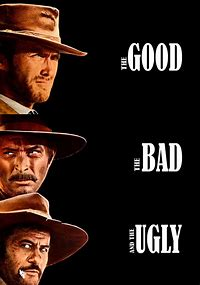 THE GOOD
THE BAD
AND THE UGLY